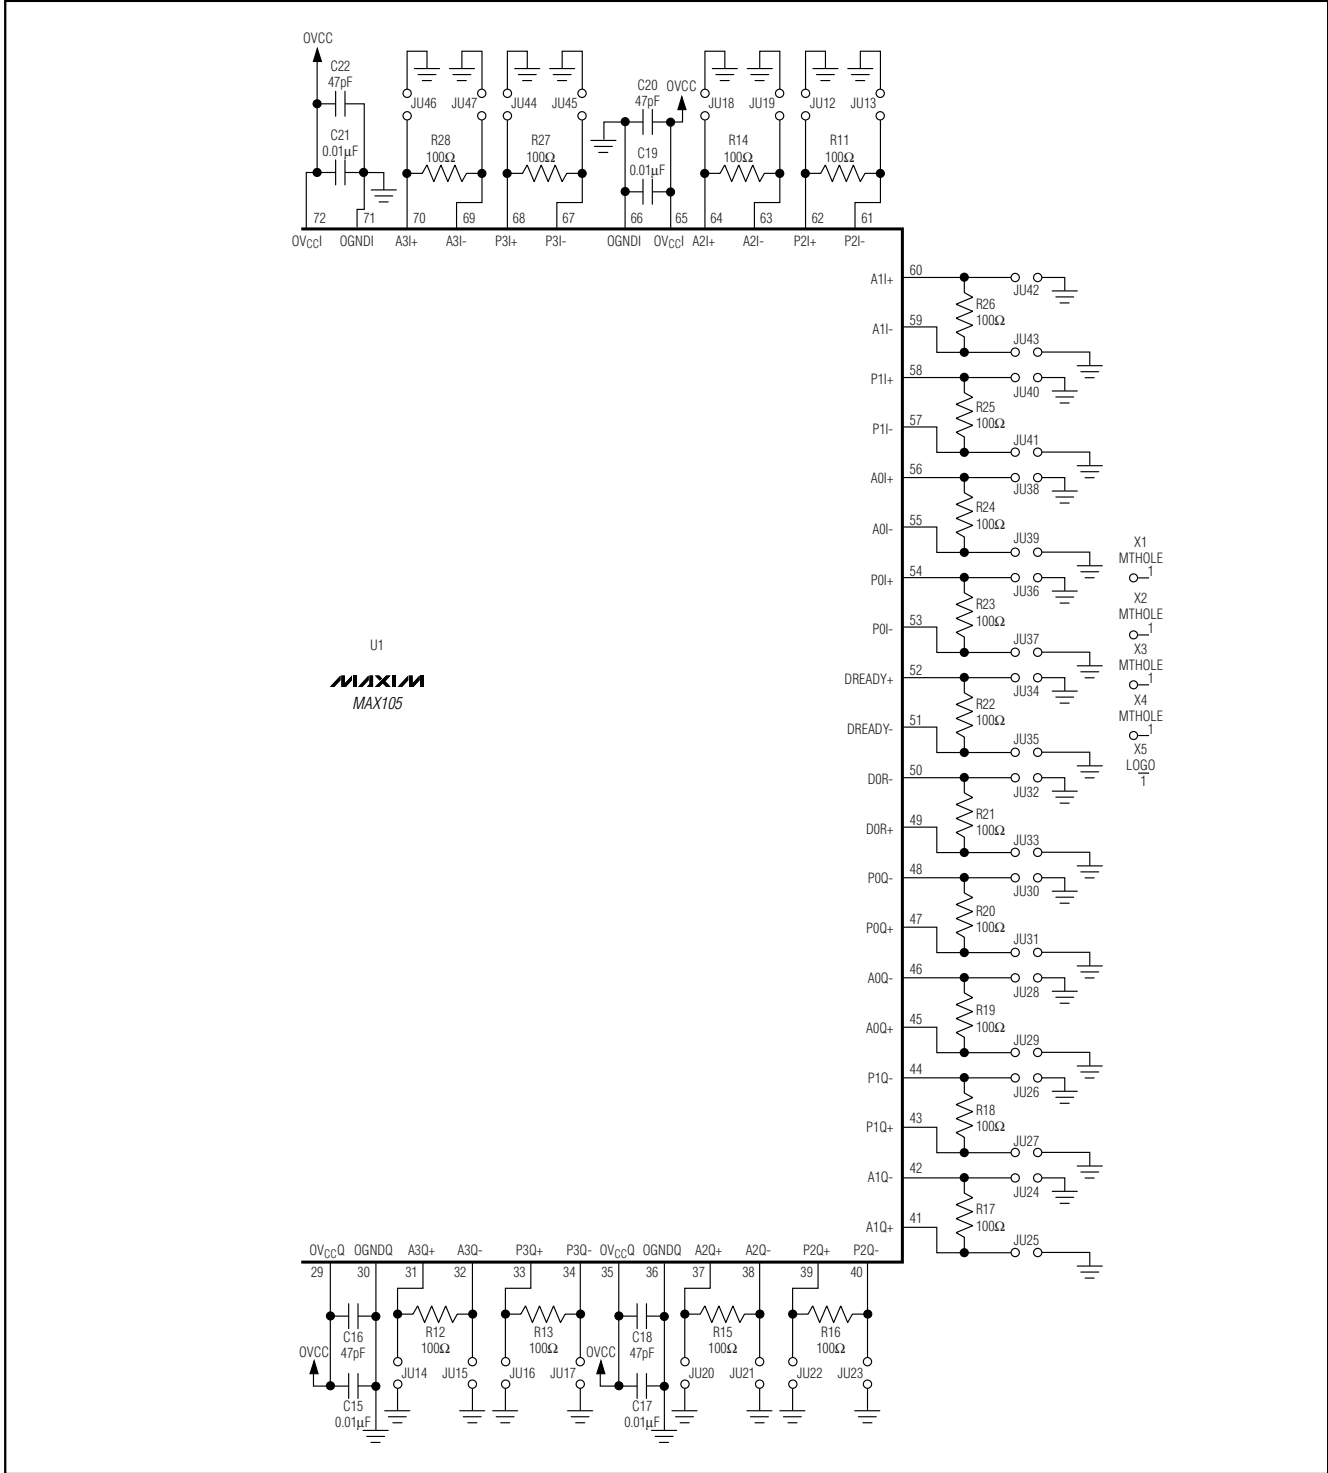 OVCC
C22
47pF
C21
0.01µF
JU46
JU47
R28
100Ω
JU44
JU45
R27
100Ω
C20
47pF
OVCC
C19
0.01µF
JU18
JU19
R14
100Ω
JU12
JU13
R11
100Ω
72 71 70 69 68 67 66 65 64 63 62 61
OVCCI OGNDI A3I+ A3I- P3I+ P3I- OGNDI OVCCI A2I+ A2I- P2I+ P2I-
A1I+ 60
JU42
R26
100Ω
A1I- 59
JU43
P1I+ 58
JU40
R25
100Ω
P1I- 57
JU41
A0I+ 56
JU38
R24
100Ω
A0I- 55
JU39
P0I+ 54
JU36
R23
100Ω
P0I- 53
JU37
DREADY+ 52
JU34
R22
100Ω
DREADY- 51
JU35
D0R- 50
JU32
R21
100Ω
D0R+ 49
JU33
P0Q- 48
JU30
R20
100Ω
P0Q+ 47
JU31
A0Q- 46
JU28
R19
100Ω
A0Q+ 45
JU29
P1Q- 44
JU26
R18
100Ω
P1Q+ 43
JU27
A1Q- 42
JU24
R17
100Ω
A1Q+ 41
JU25
X1
MTHOLE
1
X2
MTHOLE
1
X3
MTHOLE
1
X4
MTHOLE
1
X5
LOGO
1
U1
MAXIM
MAX105
OVCCQ OGNDQ A3Q+ A3Q- P3Q+ P3Q- OVCCQ OGNDQ A2Q+ A2Q- P2Q+ P2Q-
29 30 31 32 33 34 35 36 37 38 39 40
C16
47pF
OVCC
C15
0.01µF
R12
100Ω
JU14
JU15
R13
100Ω
JU16
JU17
C18
47pF
OVCC
C17
0.01µF
R15
100Ω
JU20
JU21
R16
100Ω
JU22
JU23